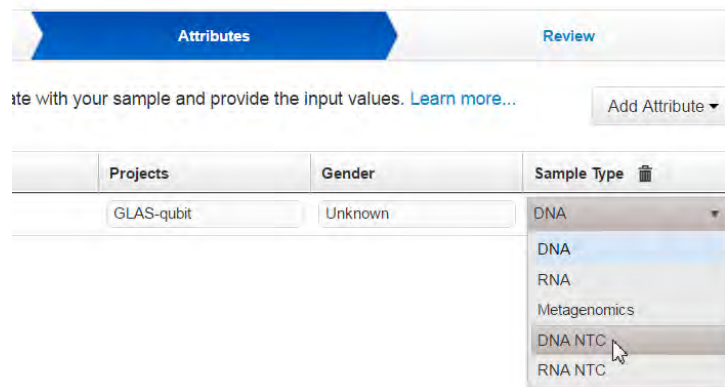 Attributes Review
ate with your sample and provide the input values. Learn more...
Add Attribute
Projects Gender Sample Type
GLAS-qubit Unknown DNA
DNA
RNA
Metagenomics
DNA NTC
RNA NTC